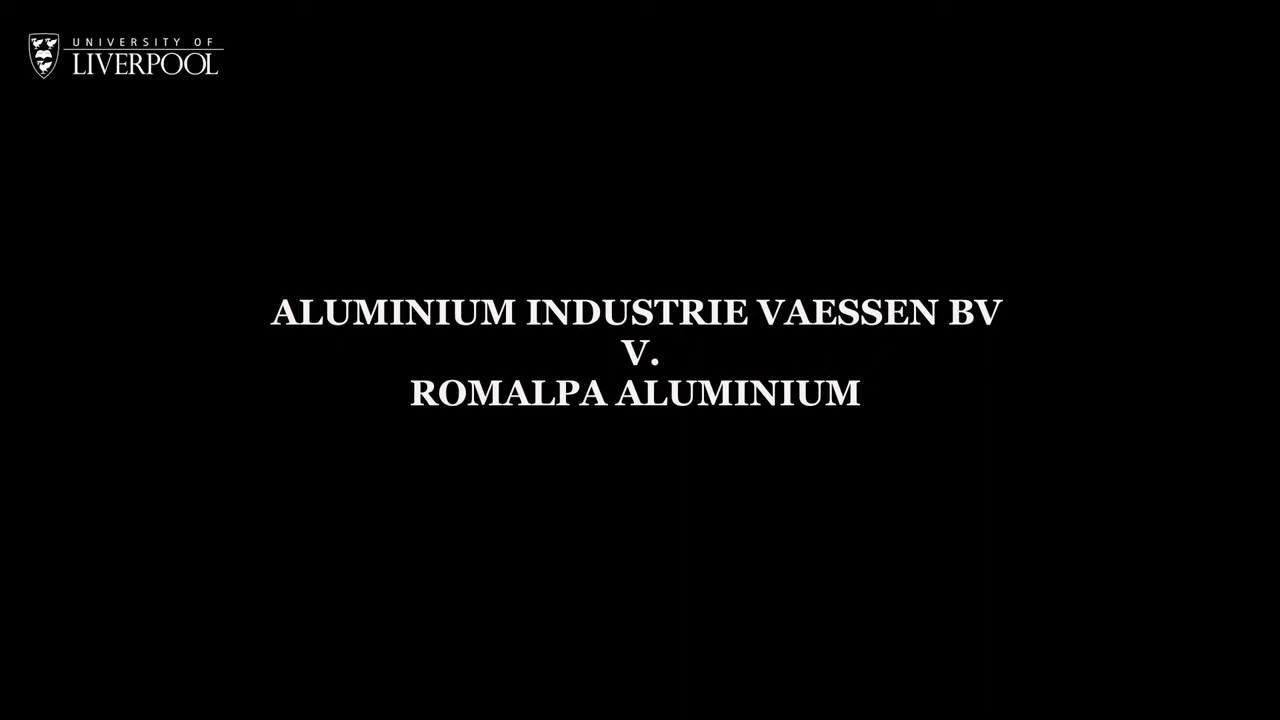 UNIVERSITY OF
LIVERPOOL
ALUMINIUM INDUSTRIE VAESSEN BV
V.
ROMALPA ALUMINIUM